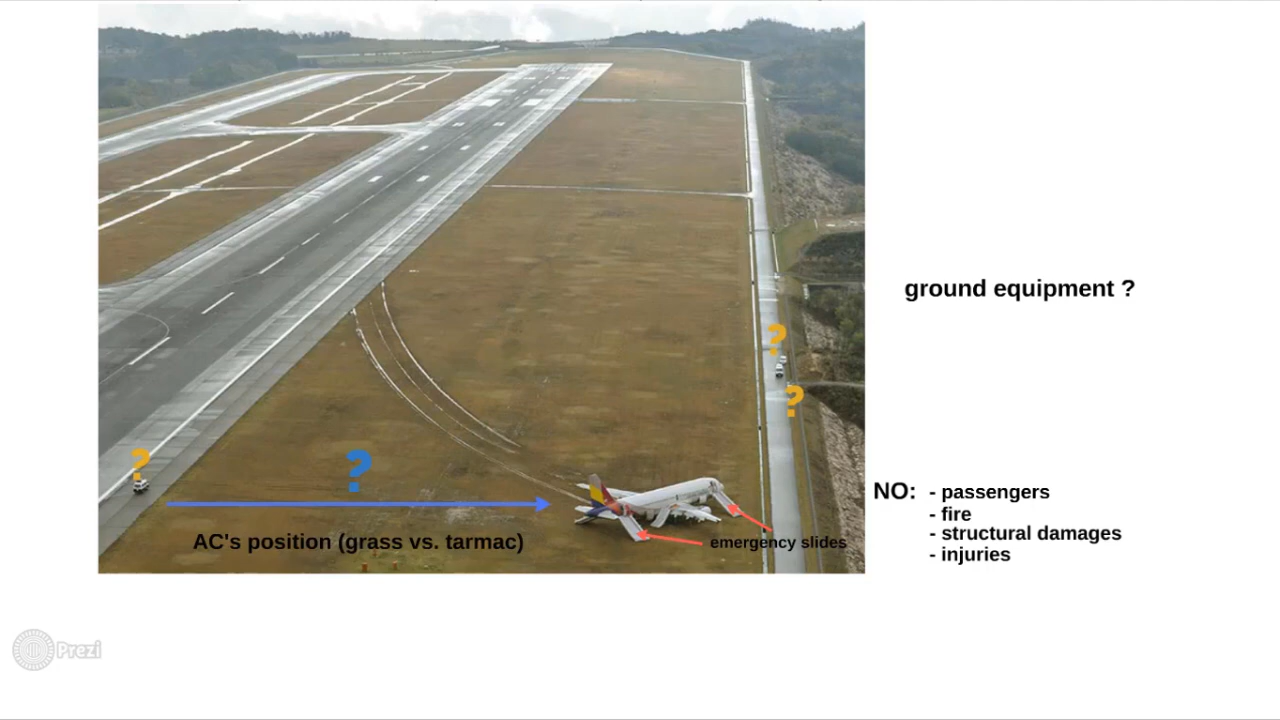 ground equipment ?
?
?
?
?
NO: - passengers
- fire
- structural damages
- injuries
AC's position (grass vs. tarmac)
emergency slides
Prezi